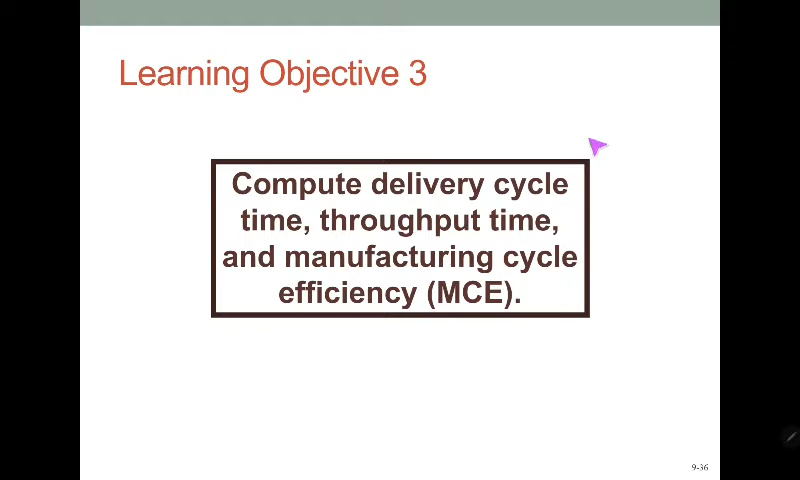 Learning Objective 3
Compute delivery cycle
time, throughput time,
and manufacturing cycle
efficiency (MCE).
9-36